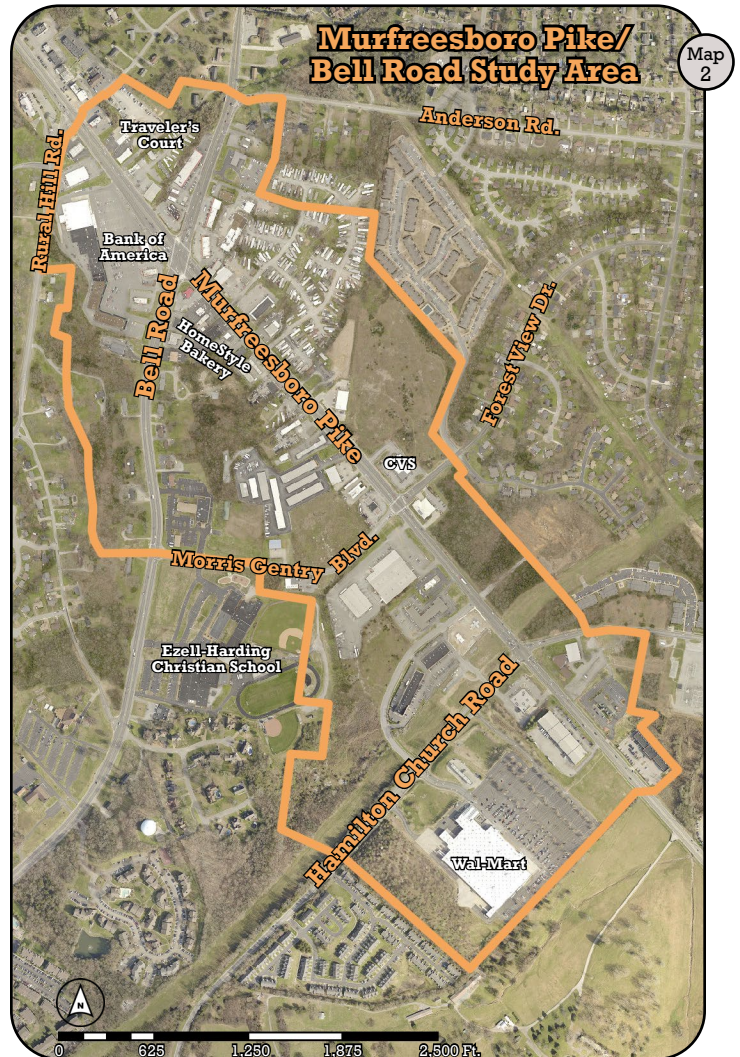 Murfreesboro Pike/
Bell Road Study Area
Map
2
Anderson Rd.
Traveler's
Court
Rural Hill Rd.
Bank of
America
Bell Road
Murfreesboro Pike
HomeStyle
Bakery
Forest View Dr.
CVS
Morris Gentry Blvd.
Ezell-Harding
Christian School
Hamilton Church Road
Wal-Mart
N
0 625 1,250 1,875 2,500 Ft.